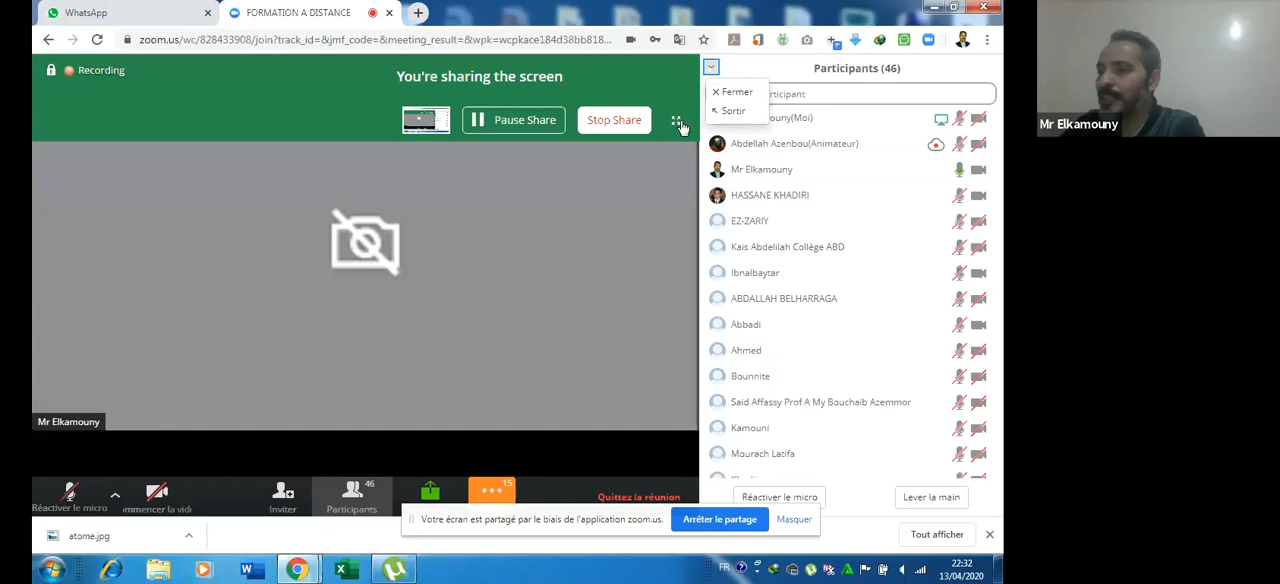 WhatsApp
FORMATION A DISTANCE
zoom.us/wc/828433908/join?track_id=&jmf_code=&meeting_result=&wpk=wcpkace184d38bb818...
Recording
You're sharing the screen
Pause Share
Stop Share
Participants (46)
Fermer
Sortir
rticipant
ouny(Moi)
Abdellah Azenbou(Animateur)
Mr Elkamouny
HASSANE KHADIRI
EZ-ZARIY
Kais Abdelilah Collège ABD
Ibnalbaytar
ABDALLAH BELHARRAGA
Abbadi
Ahmed
Bounnite
Said Affassy Prof A My Bouchaib Azemmor
Kamouni
Mourach Latifa
Mr Elkamouny
Mr Elkamouny
Réactiver le micro
mmencer la vidé
Inviter
46
Participants
15
Quittez la réunion
Réactiver le micro
Lever la main
Votre écran est partagé par le biais de l'application zoom.us.
Arrêter le partage
Masquer
atome.jpg
Tout afficher
FR
22:32
13/04/2020